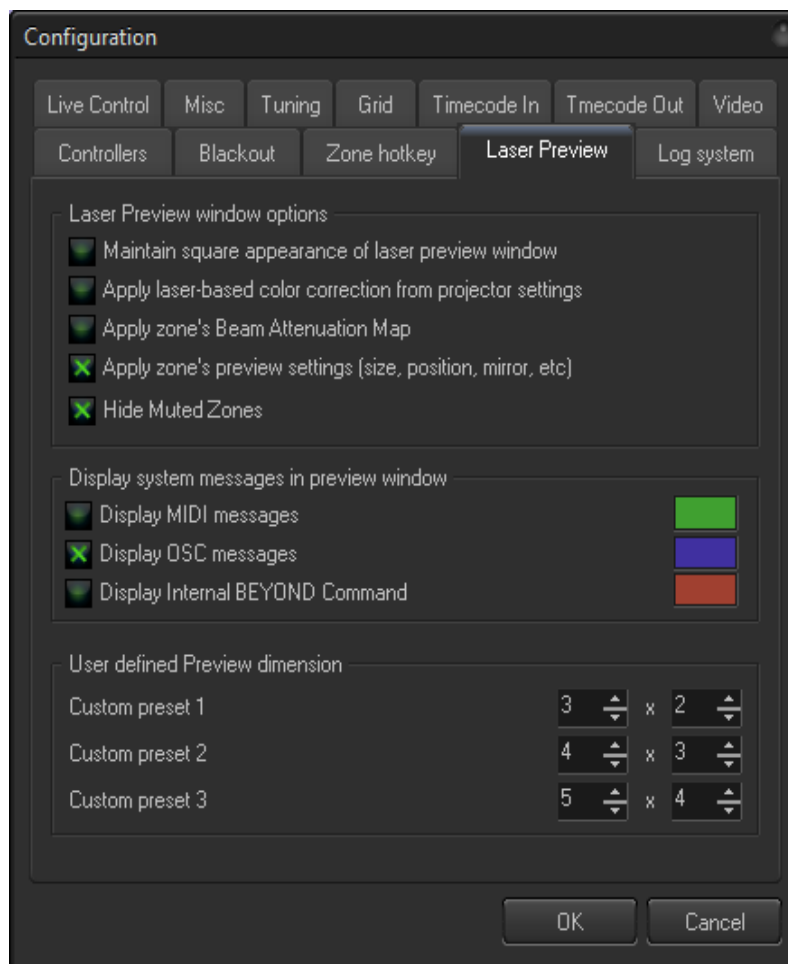 Configuration
Live Control Misc Tuning Grid Timecode In Tmecode Out Video
Controllers Blackout Zone hotkey Laser Preview Log system
Laser Preview window options
Maintain square appearance of laser preview window
Apply laser-based color correction from projector settings
Apply zone's Beam Attenuation Map
Apply zone's preview settings (size, position, mirror, etc)
Hide Muted Zones
Display system messages in preview window
Display MIDI messages
Display OSC messages
Display Internal BEYOND Command
User defined Preview dimension
Custom preset 1 3 x 2
Custom preset 2 4 x 3
Custom preset 3 5 x 4
OK Cancel